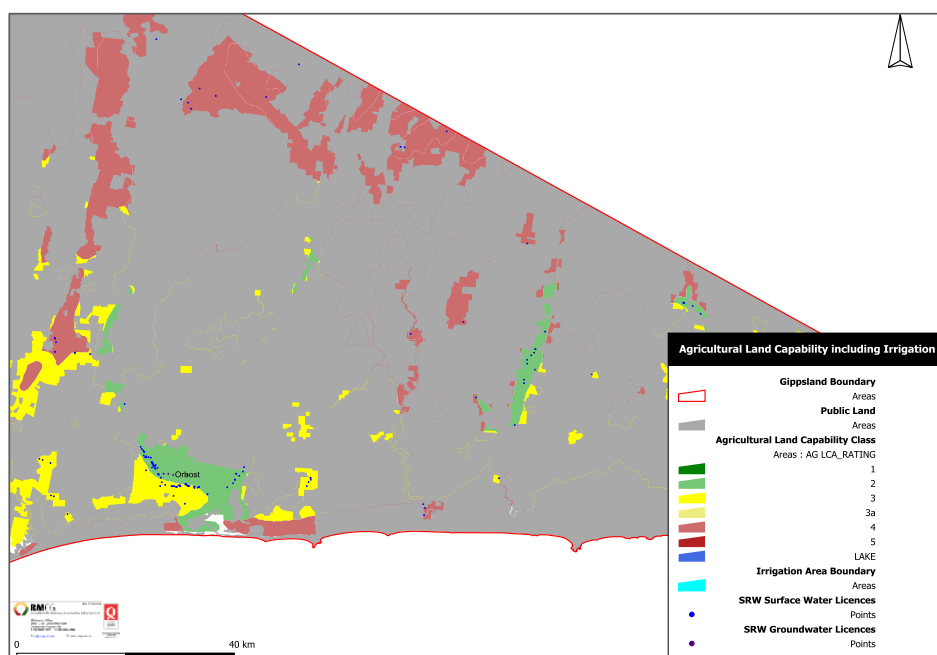 Orbost
Agricultural Land Capability including Irrigation
Gippsland Boundary
Areas
Public Land
Areas
Agricultural Land Capability Class
Areas : AG LCA_RATING
1
2
3
3a
4
5
LAKE
Irrigation Area Boundary
Areas
SRW Surface Water Licences
Points
SRW Groundwater Licences
Points
RMCG
0 40 km